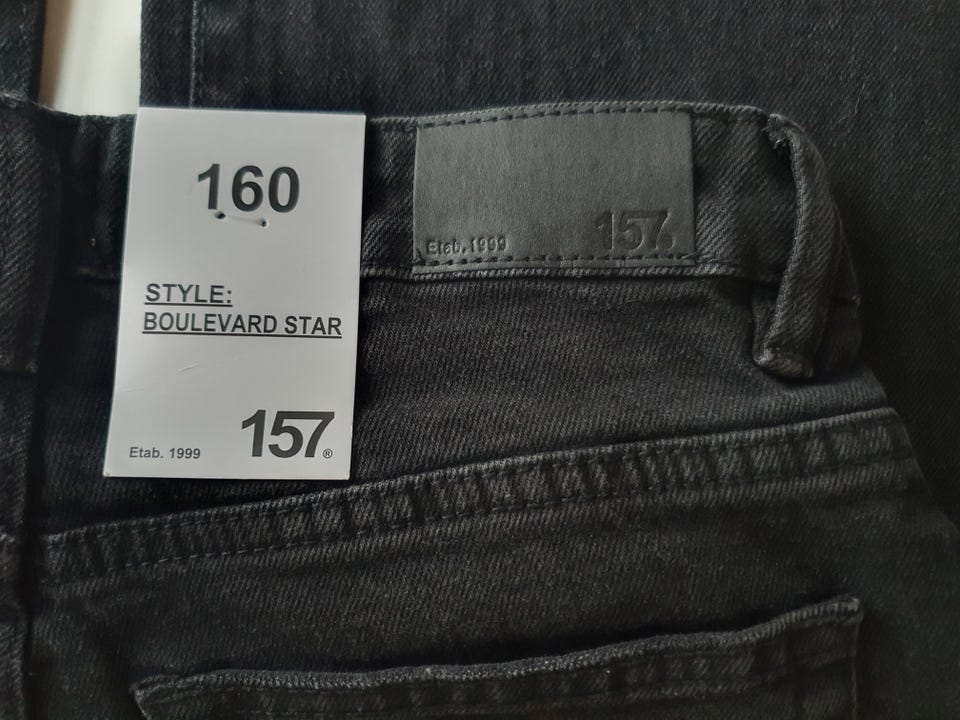 160
STYLE:
BOULEVARD STAR
Etab. 1999
157®
Etab. 1999
157.